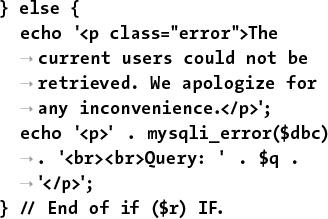 } else {
echo '<p class="error">The
→ current users could not be
→ retrieved. We apologize for
→ any inconvenience.</p>';
echo '<p>' . mysqli_error($dbc)
→ . '<br><br>Query: ' . $q .
→ '</p>';
} // End of if ($r) IF.